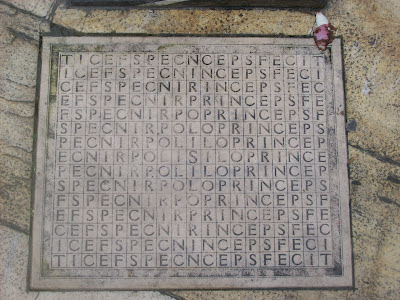 TICEFSPECNCEPSFECIT
ICEFSPECNINCEPSFECI
CEFSPECNIRINCEPSFEC
EFSPECNIRPRINCEPSFE
FSPECNIRPOPRINCEPSF
SPECNIRPOLOPRINCEPS
PECNIRPOLILOPRINCEP
ECNIRPOLISILOPRINCE
PECNIRPOLILOPRINCEP
SPECNIRPOLOPRINCEPS
FSPECNIRPOPRINCEPSF
EFSPECNIRPRINCEPSFE
CEFSPECNIRINCEPSFEC
ICEFSPECNINCEPSFECI
TICEFSPECNCEPSFECIT